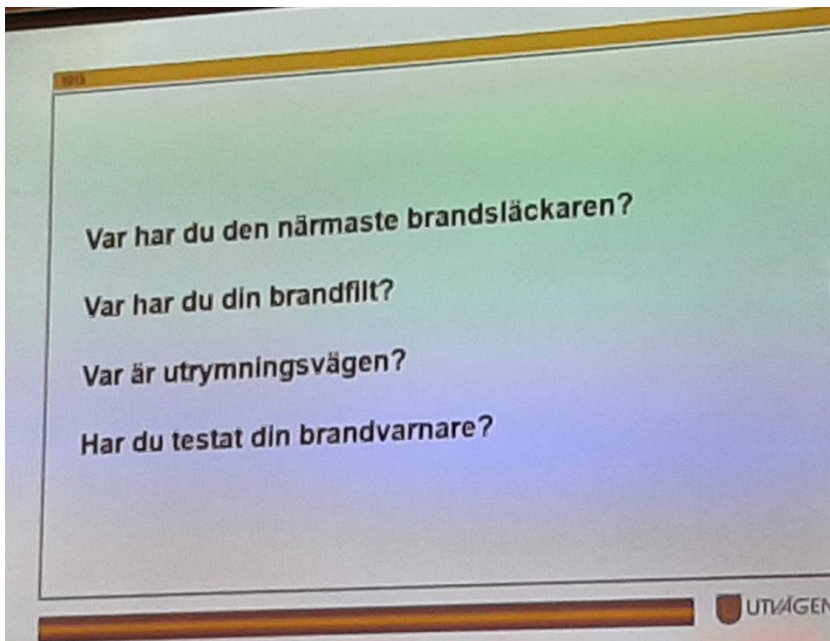 Var har du den närmaste brandsläckaren?
Var har du din brandfilt?
Var är utrymningsvägen?
Har du testat din brandvarnare?
UTVÄGEN